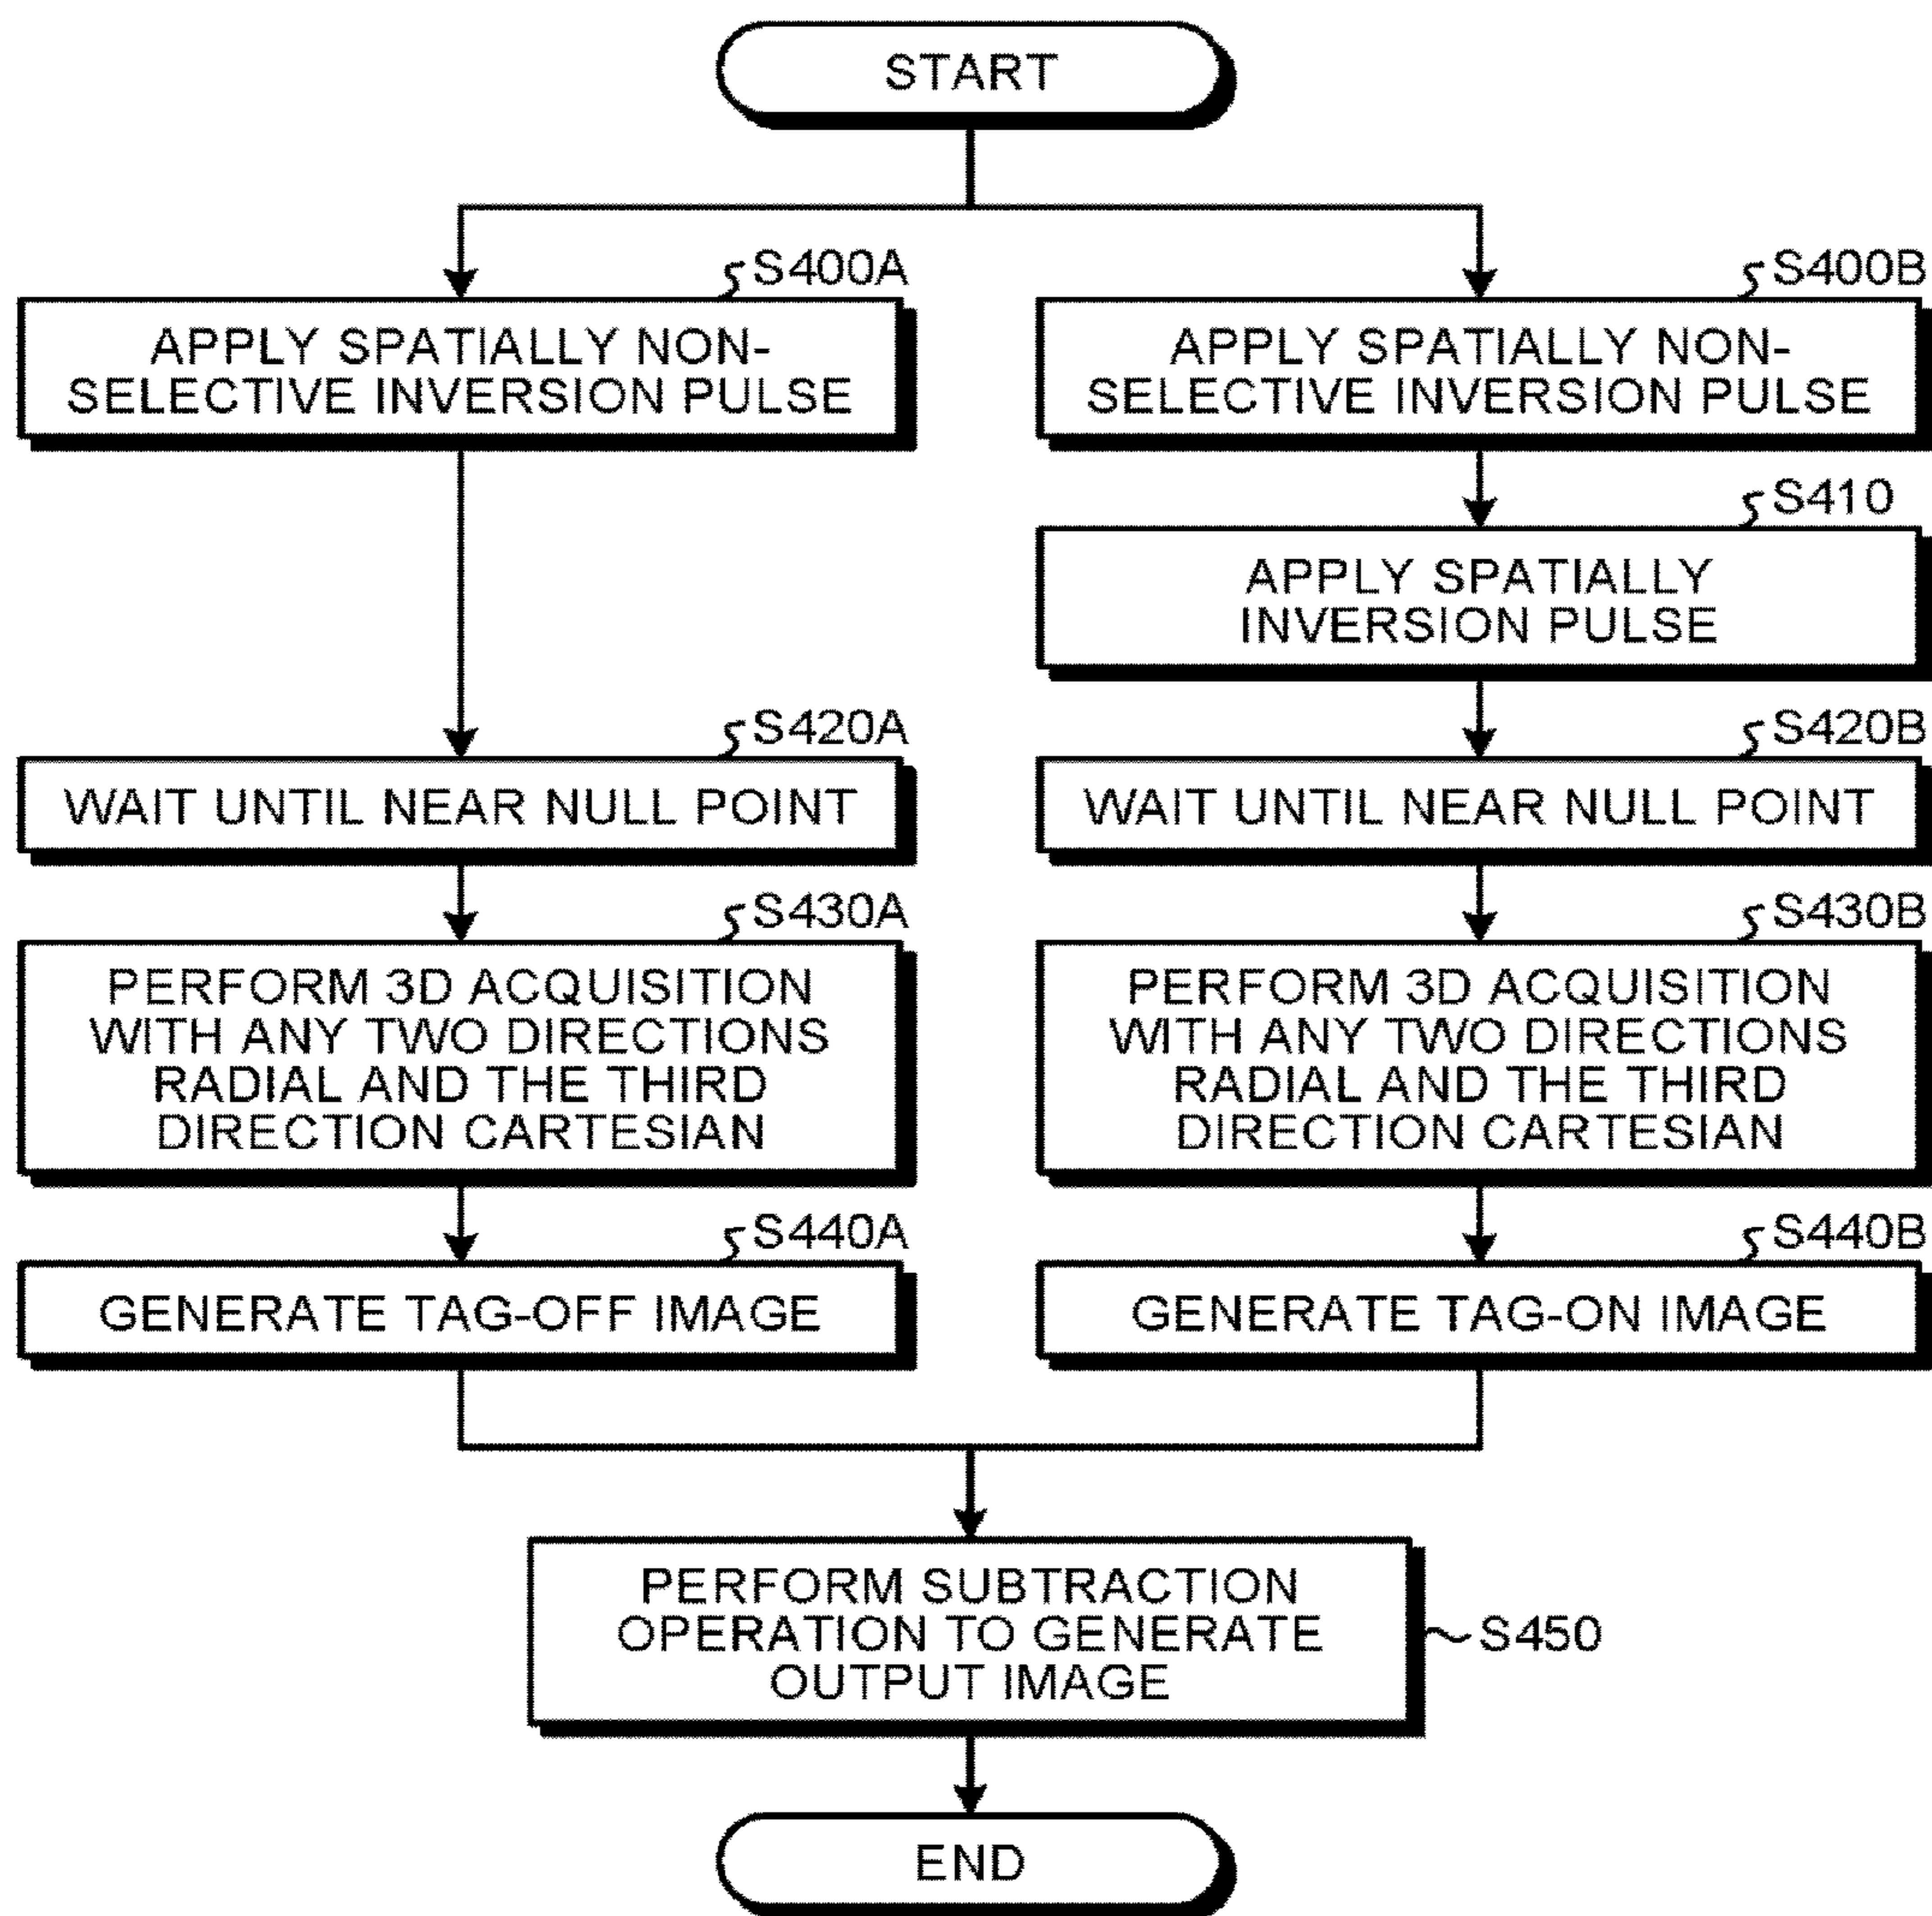 START
S400A
APPLY SPATIALLY NON-
SELECTIVE INVERSION PULSE
S400B
APPLY SPATIALLY NON-
SELECTIVE INVERSION PULSE
S410
APPLY SPATIALLY
INVERSION PULSE
S420A
WAIT UNTIL NEAR NULL POINT
S420B
WAIT UNTIL NEAR NULL POINT
S430A
PERFORM 3D ACQUISITION
WITH ANY TWO DIRECTIONS
RADIAL AND THE THIRD
DIRECTION CARTESIAN
S430B
PERFORM 3D ACQUISITION
WITH ANY TWO DIRECTIONS
RADIAL AND THE THIRD
DIRECTION CARTESIAN
S440A
GENERATE TAG-OFF IMAGE
S440B
GENERATE TAG-ON IMAGE
PERFORM SUBTRACTION
OPERATION TO GENERATE
OUTPUT IMAGE
S450
END